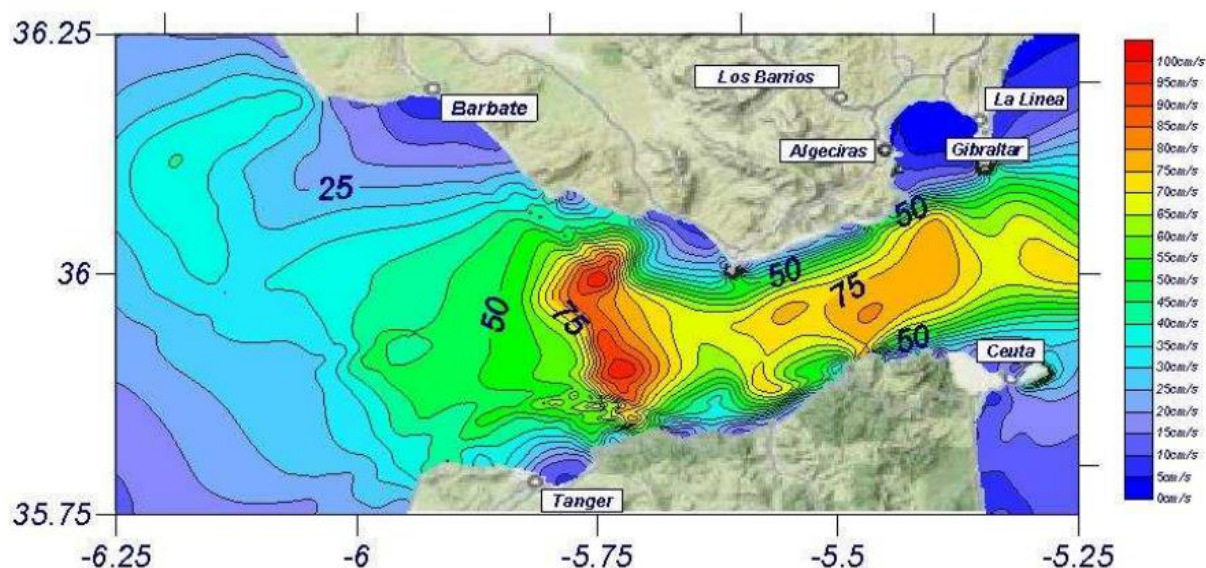 36.25
36
35.75
-6.25
-6
-5.75
-5.5
-5.25
Barbate
Los Barrios
La Linea
Algeciras
Gibraltar
Ceuta
Tanger
25
50
75
50
75
50
50
100cm/s
95cm/s
90cm/s
85cm/s
80cm/s
75cm/s
70cm/s
65cm/s
60cm/s
55cm/s
50cm/s
45cm/s
40cm/s
35cm/s
30cm/s
25cm/s
20cm/s
15cm/s
10cm/s
5cm/s
0cm/s